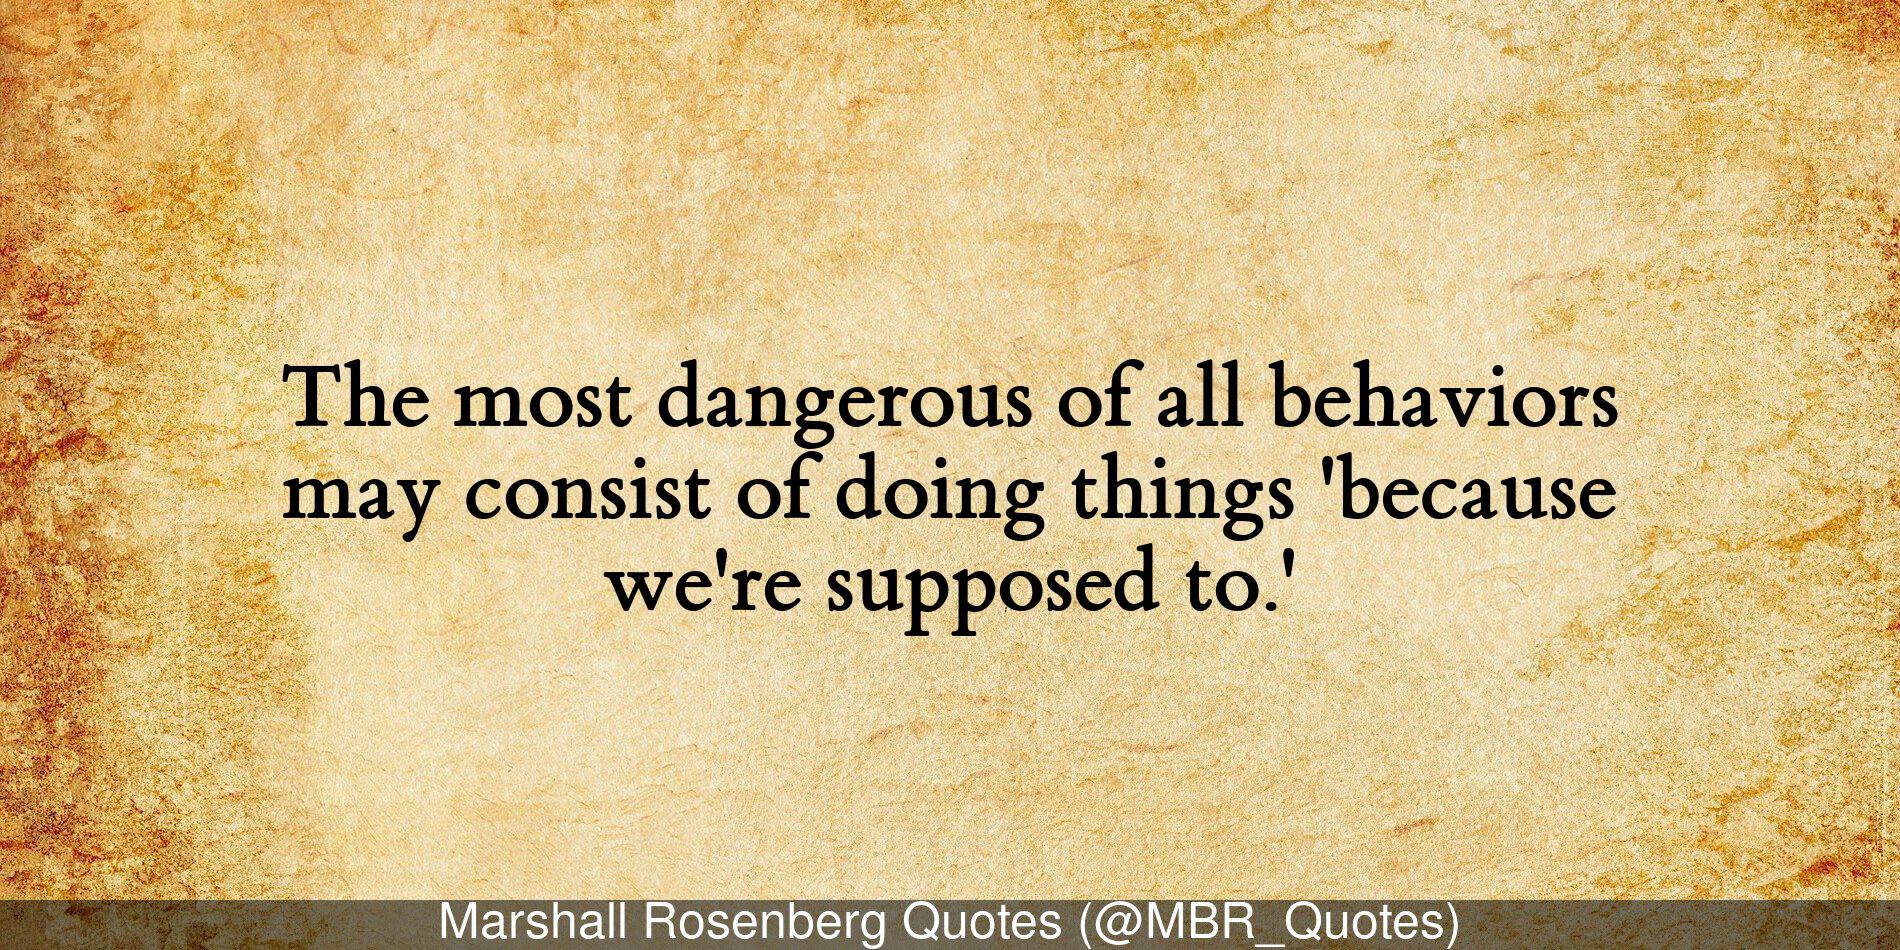 The most dangerous of all behaviors
may consist of doing things 'because
we're supposed to.'
Marshall Rosenberg Quotes (@MBR_Quotes)